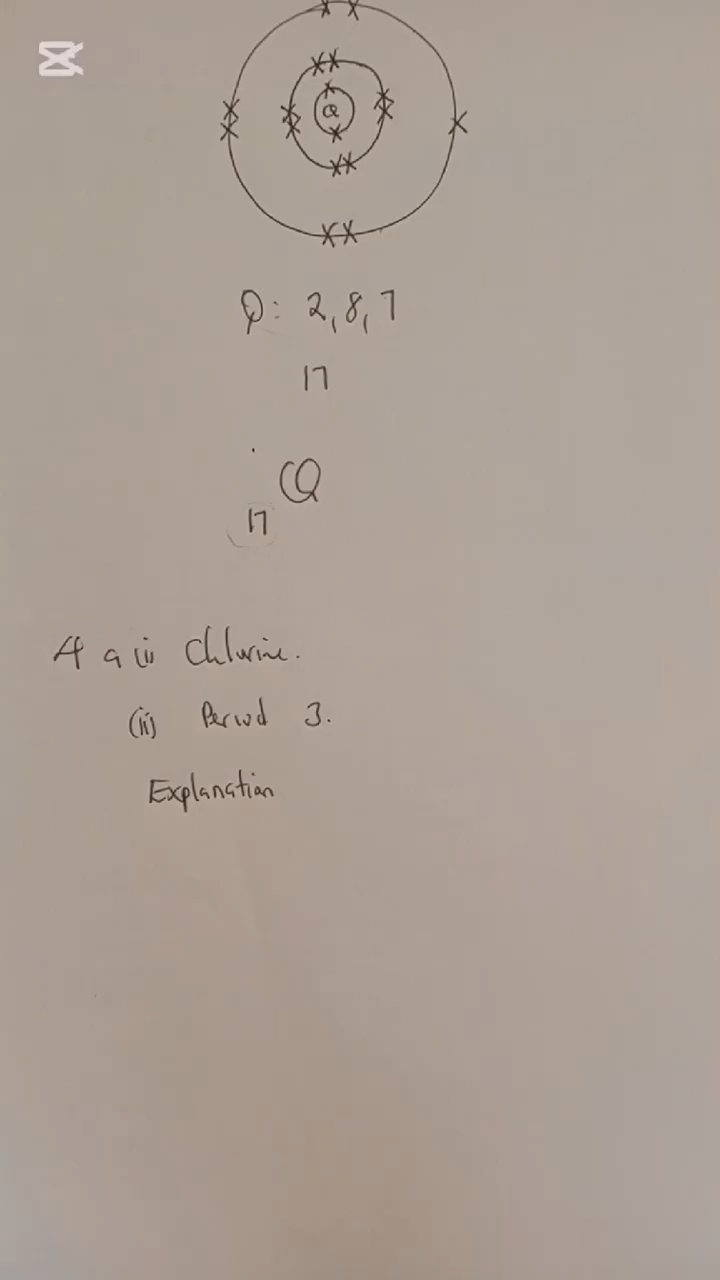 Q
Q: 2, 8, 7
17
Q
17
4 a (i) Chlorine.
(ii) Period 3.
Explanation